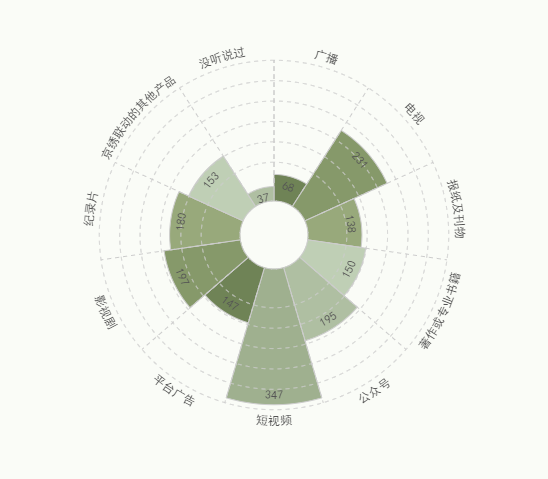 广播
68
电视
231
报纸及刊物
138
著作或专业书籍
150
公众号
195
短视频
347
平台广告
147
影视剧
197
纪录片
180
京绣联动的其他产品
153
没听说过
37